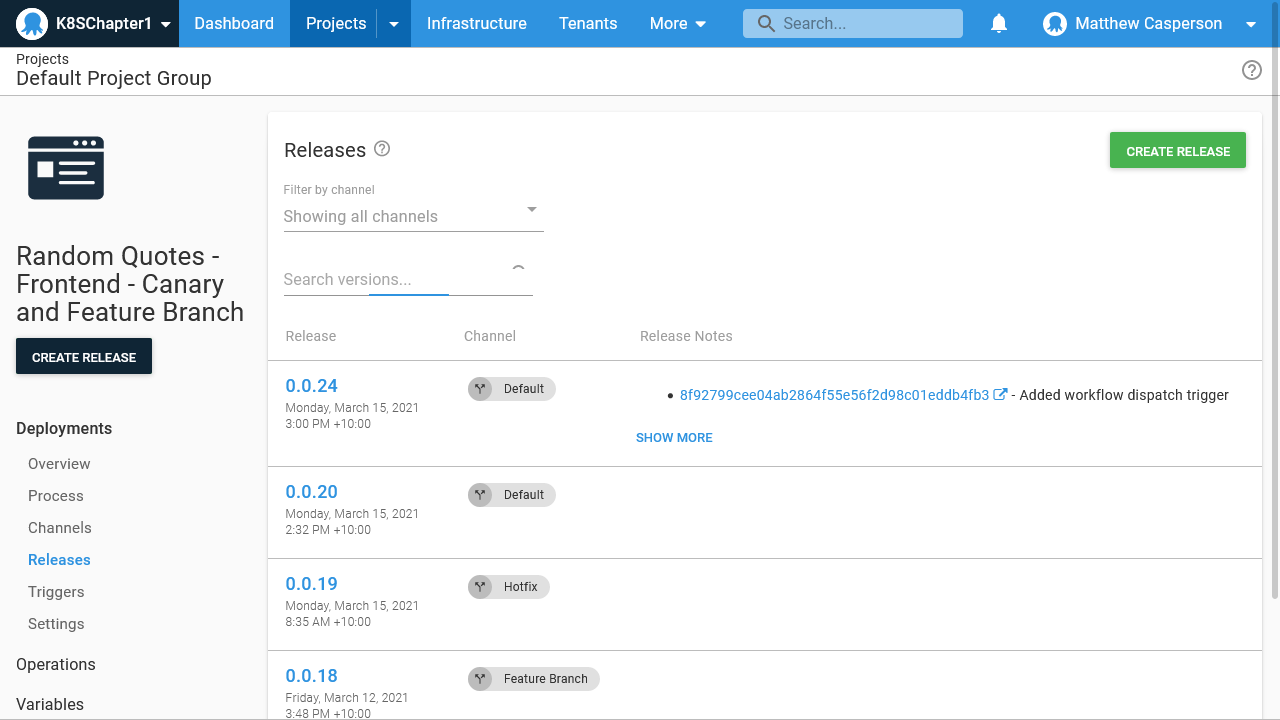 K8SChapter1 Dashboard Projects Infrastructure Tenants More Search... Matthew Casperson
Projects
Default Project Group
Random Quotes -
Frontend - Canary
and Feature Branch
CREATE RELEASE
Deployments
Overview
Process
Channels
Releases
Triggers
Settings
Operations
Variables
Releases
CREATE RELEASE
Filter by channel
Showing all channels
Search versions...
Release Channel Release Notes
0.0.24 Default
Monday, March 15, 2021
3:00 PM +10:00
• 8f92799cee04ab2864f55e56f2d98c01eddb4fb3 - Added workflow dispatch trigger
SHOW MORE
0.0.20 Default
Monday, March 15, 2021
2:32 PM +10:00
0.0.19 Hotfix
Monday, March 15, 2021
8:35 AM +10:00
0.0.18 Feature Branch
Friday, March 12, 2021
3:48 PM +10:00